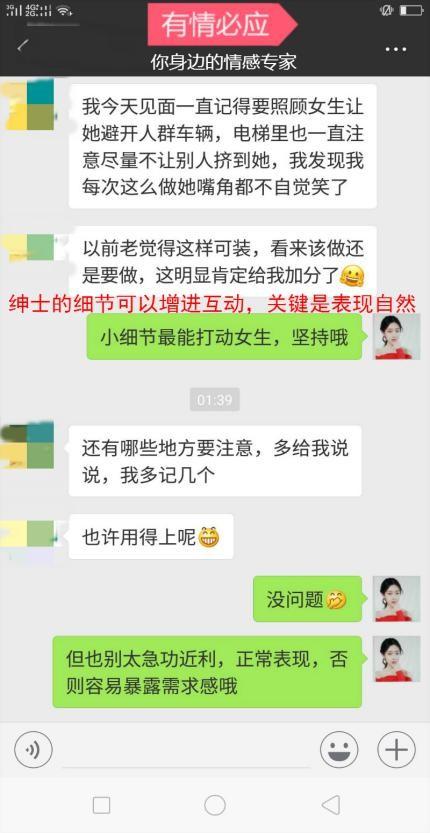 3G 4G 2G
有情必应
你身边的情感专家
我今天见面一直记得要照顾女生让
她避开人群车辆，电梯里也一直注
意尽量不让别人挤到她，我发现我
每次这么做她嘴角都不自觉笑了
以前老觉得这样可装，看来该做还
是要做，这明显肯定给我加分了
绅士的细节可以增进互动，关键是表现自然
小细节最能打动女生，坚持哦
01:39
还有哪些地方要注意，多给我说
说，我多记几个
也许用得上呢
没问题
但也别太急功近利，正常表现，否
则容易暴露需求感哦